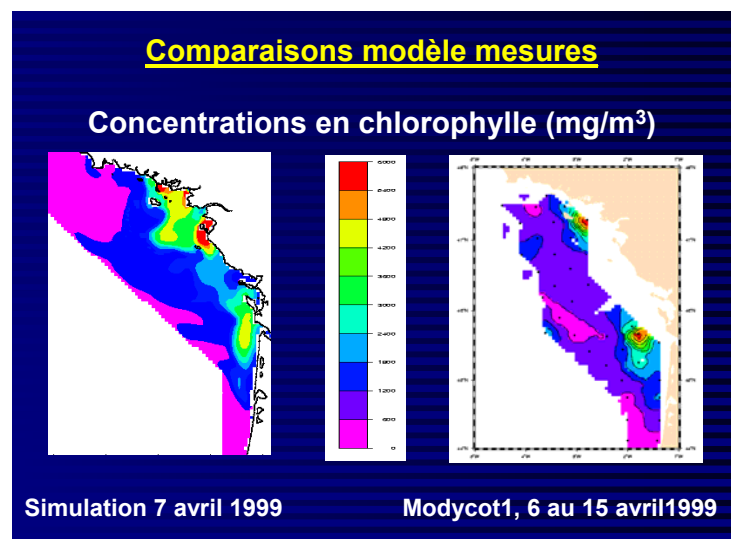 Comparaisons modèle mesures
Concentrations en chlorophylle (mg/m³)
6000
5400
4800
4200
3600
3000
2400
1800
1200
600
0
Simulation 7 avril 1999
Modycot1, 6 au 15 avril1999